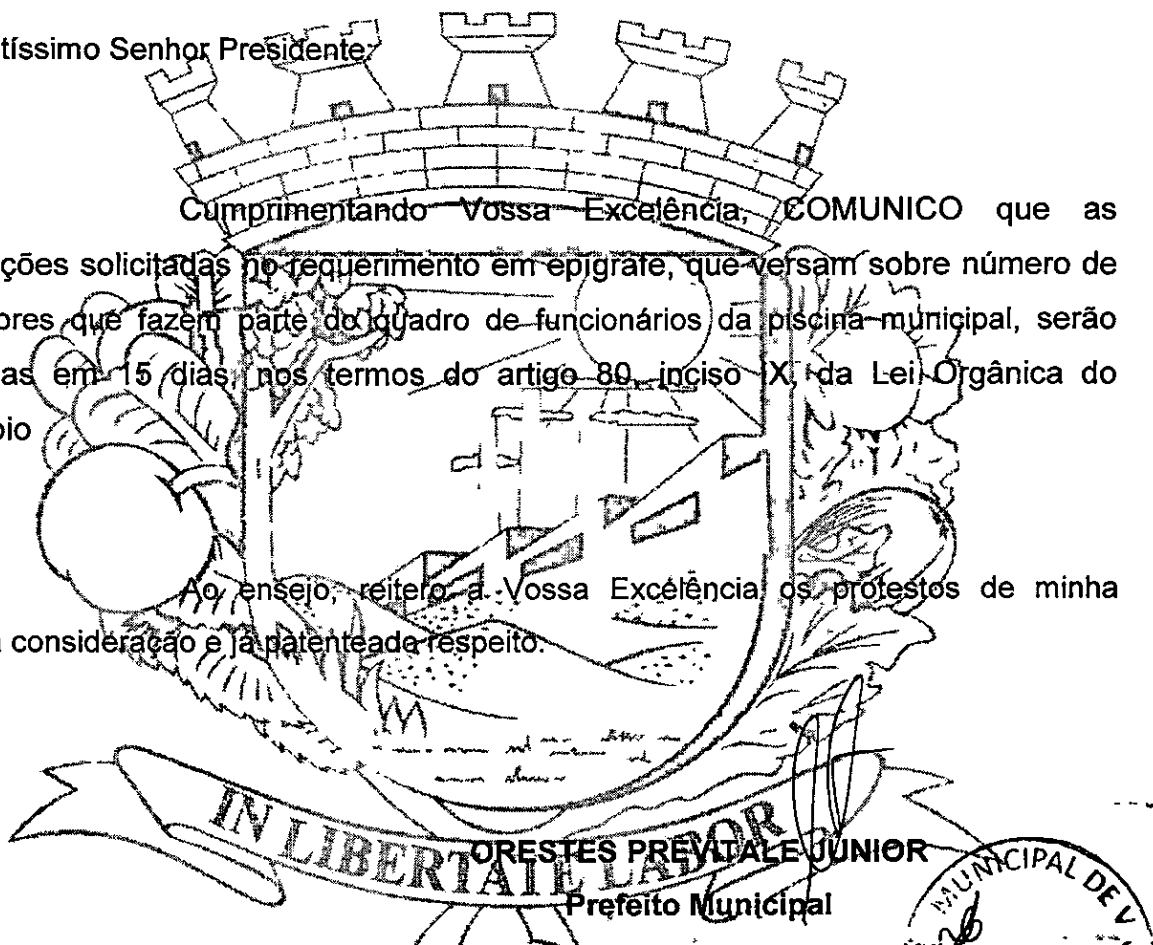 tíssimo Senhor Presidente:
Cumprimentando Vossa Excelência, COMUNICO que as
ções solicitadas no requerimento em epígrafe, que versam sobre número de
ores que fazem parte do quadro de funcionários da piscina municipal, serão
as em 15 dias, nos termos do artigo 80, inciso IX, da Lei Orgânica do
pio
Ao ensejo, reitero a Vossa Excelência os protestos de minha
a consideração e já patenteado respeito.
IN LIBERTATE LABOR
ORESTES PREVITALE JÚNIOR
Prefeito Municipal
MUNICIPAL DE V